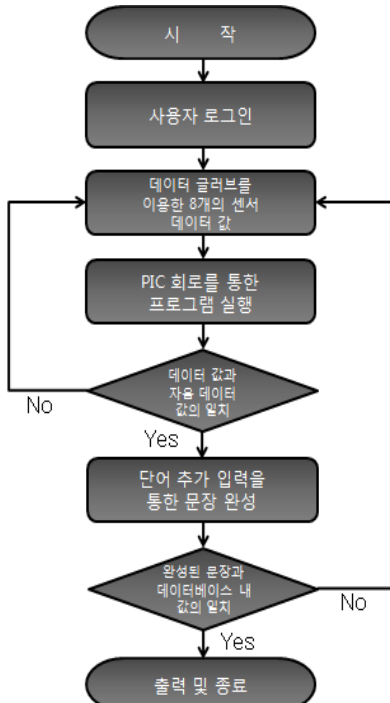 시 작
사용자 로그인
데이터 글러브를
이용한 8개의 센서
데이터 값
PIC 회로를 통한
프로그램 실행
데이터 값과
자음 데이터
값의 일치
No
Yes
단어 추가 입력을
통한 문장 완성
완성된 문장과
데이터베이스 내
값의 일치
No
Yes
출력 및 종료